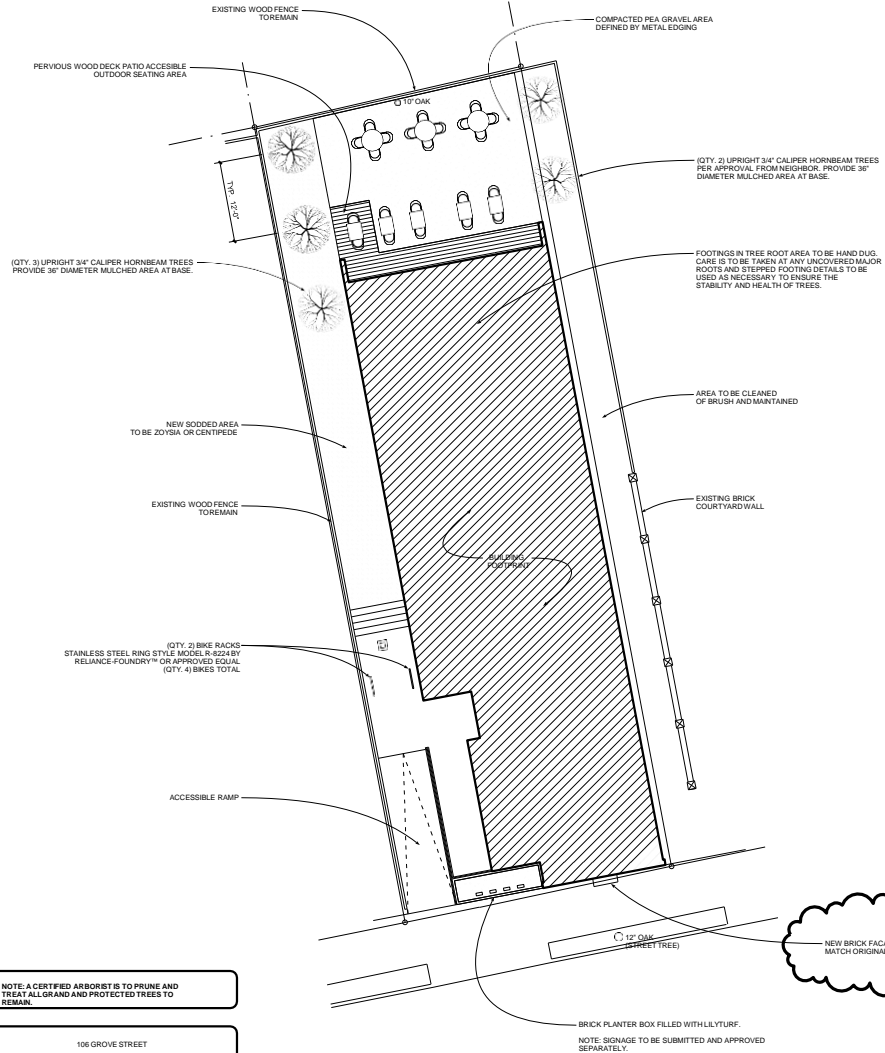 EXISTING WOOD FENCE
TOREMAIN
COMPACTED PEA GRAVEL AREA
DEFINED BY METAL EDGING
PERVIOUS WOOD DECK PATIO ACCESIBLE
OUTDOOR SEATING AREA
10" OAK
(QTY. 2) UPRIGHT 3/4" CALIPER HORNBEAM TREES
PER APPROVAL FROM NEIGHBOR. PROVIDE 36"
DIAMETER MULCHED AREA AT BASE.
TYP. 12'-0"
(QTY. 3) UPRIGHT 3/4" CALIPER HORNBEAM TREES
PROVIDE 36" DIAMETER MULCHED AREA AT BASE.
FOOTINGS IN TREE ROOT AREA TO BE HAND DUG.
CARE IS TO BE TAKEN AT ANY UNCOVERED MAJOR
ROOTS AND STEPPED FOOTING DETAILS TO BE
USED AS NECESSARY TO ENSURE THE
STABILITY AND HEALTH OF TREES.
AREA TO BE CLEANED
OF BRUSH AND MAINTAINED
NEW SODDED AREA
TO BE ZOYSIA OR CENTIPEDE
EXISTING WOOD FENCE
TOREMAIN
EXISTING BRICK
COURTYARD WALL
BUILDING
FOOTPRINT
(QTY. 2) BIKE RACKS
STAINLESS STEEL RING STYLE MODEL R-8224 BY
RELIANCE-FOUNDRY™ OR APPROVED EQUAL
(QTY. 4) BIKES TOTAL
ACCESSIBLE RAMP
12" OAK
(STREET TREE)
NEW BRICK FACA
MATCH ORIGINA
NOTE: A CERTIFIED ARBORIST IS TO PRUNE AND
TREAT ALL GRAND AND PROTECTED TREES TO
REMAIN.
BRICK PLANTER BOX FILLED WITH LILYTURF.
NOTE: SIGNAGE TO BE SUBMITTED AND APPROVED
SEPARATELY.
106 GROVE STREET